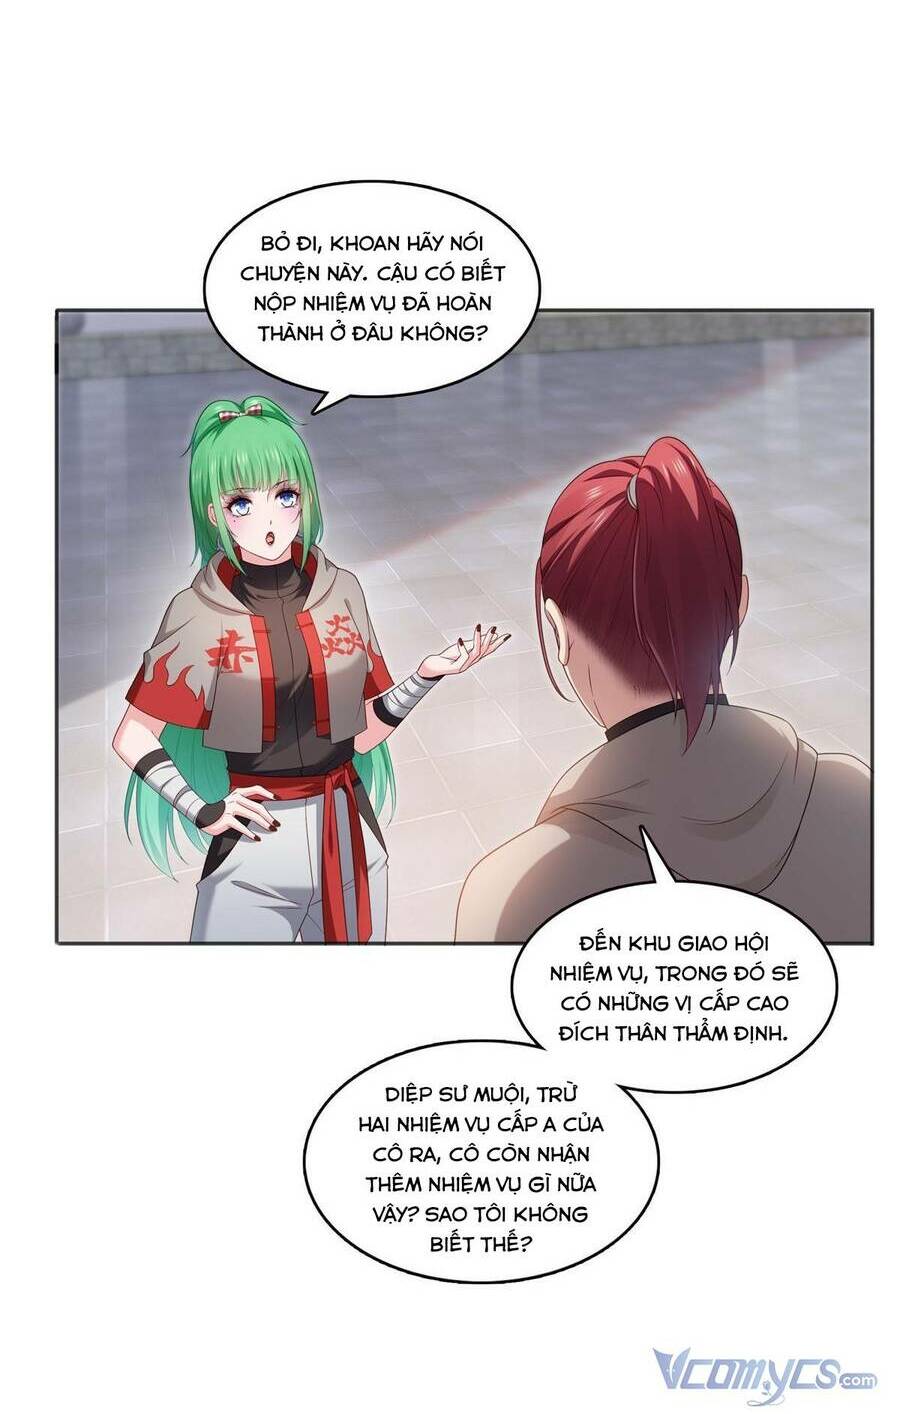 BỎ ĐI, KHOAN HÃY NÓI
CHUYỆN NÀY. CẬU CÓ BIẾT
NỘP NHIỆM VỤ ĐÃ HOÀN
THÀNH Ở ĐÂU KHÔNG?
赤 焱
ĐẾN KHU GIAO HỘI
NHIỆM VỤ, TRONG ĐÓ SẼ
CÓ NHỮNG VỊ CẤP CAO
ĐÍCH THÂN THẨM ĐỊNH.
DIỆP SƯ MUỘI, TRỪ
HAI NHIỆM VỤ CẤP A CỦA
CÔ RA, CÔ CÒN NHẬN
THÊM NHIỆM VỤ GÌ NỮA
VẬY? SAO TÔI KHÔNG
BIẾT THẾ?
VCOMYCS.com